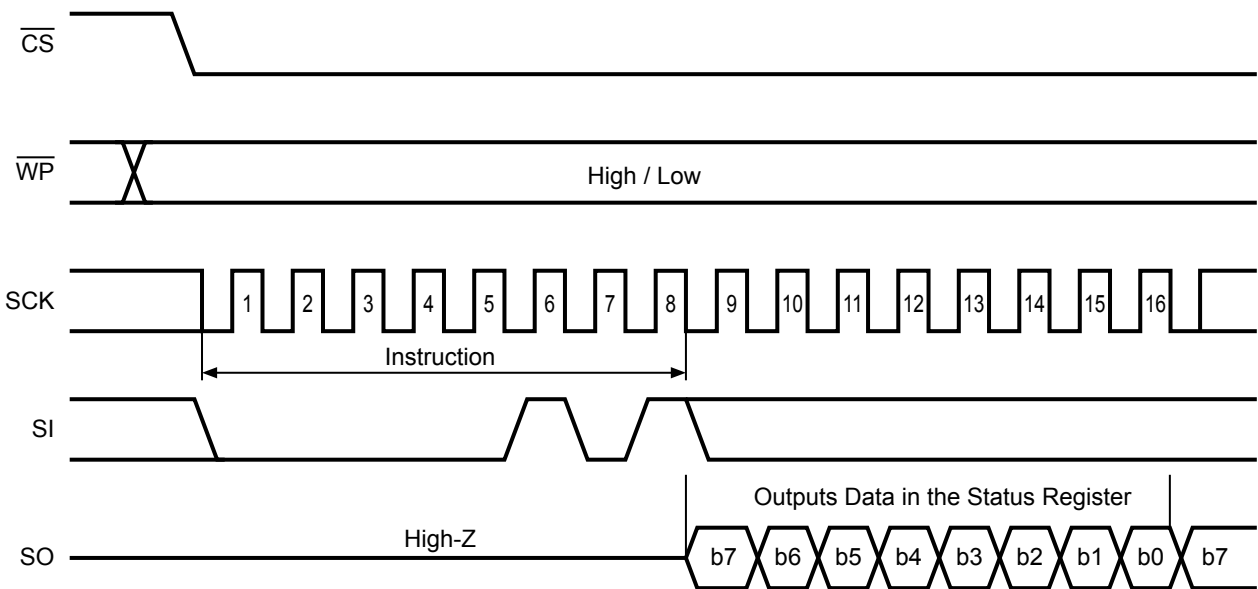 CS
WP
High / Low
SCK
1 2 3 4 5 6 7 8 9 10 11 12 13 14 15 16
Instruction
SI
Outputs Data in the Status Register
High-Z
SO
b7 b6 b5 b4 b3 b2 b1 b0 b7